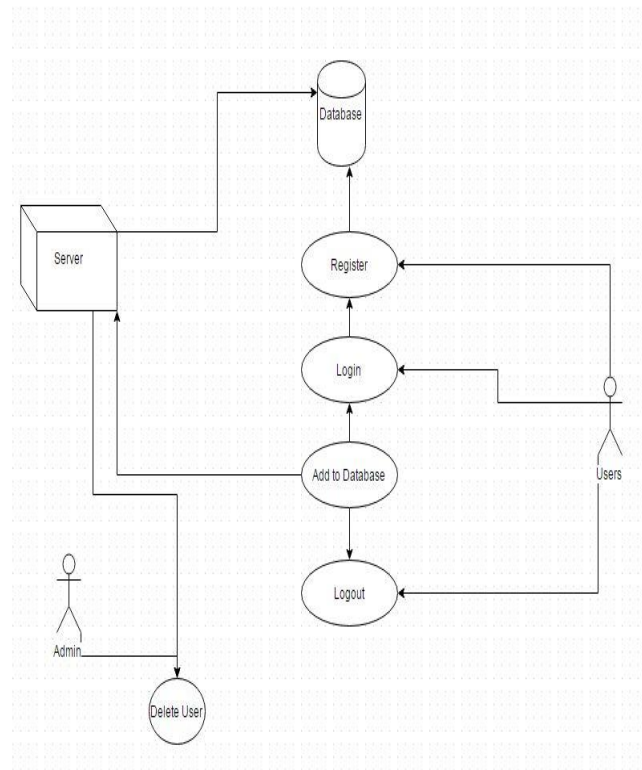 Database
Server
Register
Login
Add to Database
Users
Logout
Admin
Delete User